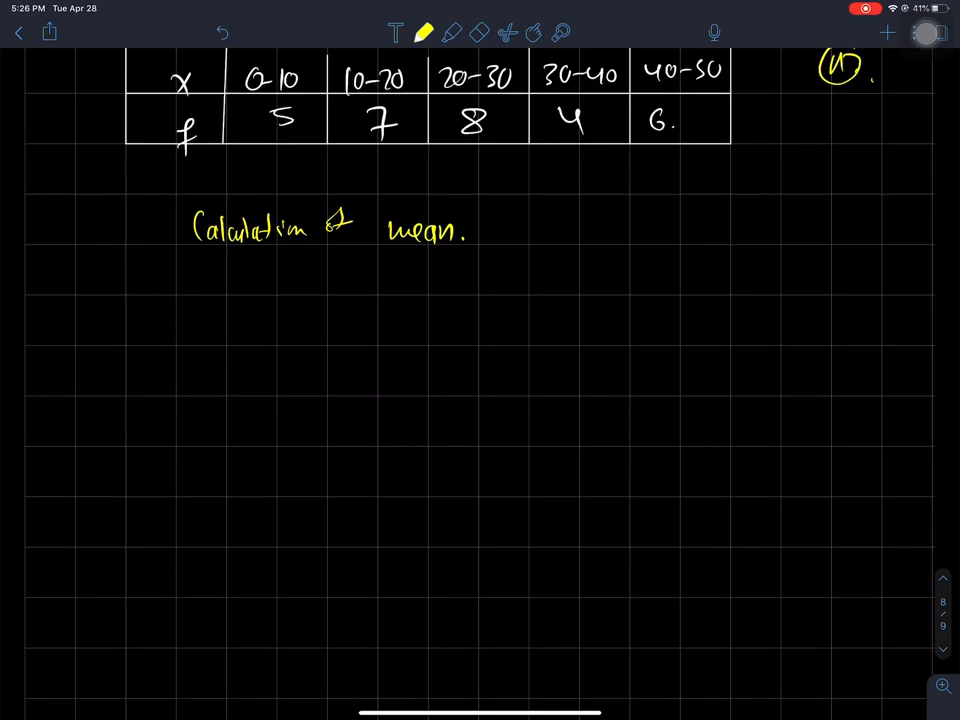 5:26 PM Tue Apr 28 41%
T
x 0-10 10-20 20-30 30-40 40-50
f 5 7 8 4 6.
Calculation of mean.
8
/
9